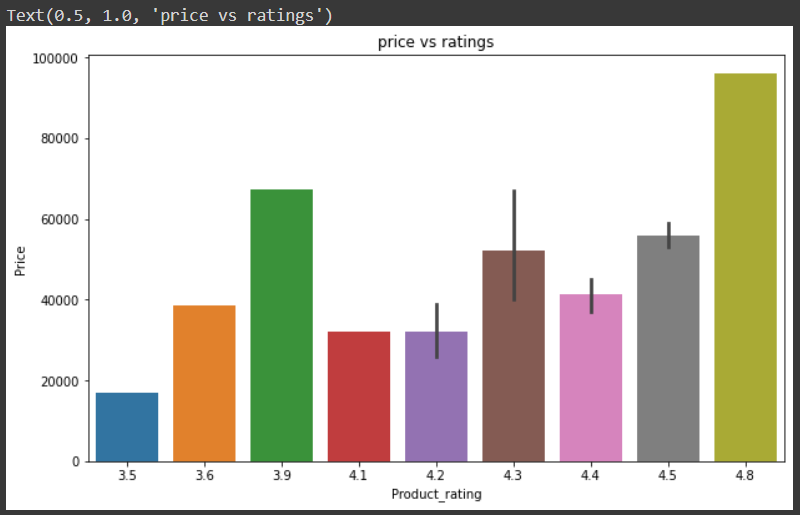 Text(0.5, 1.0, 'price vs ratings')
price vs ratings
100000
80000
60000
40000
20000
0
Price
3.5 3.6 3.9 4.1 4.2 4.3 4.4 4.5 4.8
Product_rating